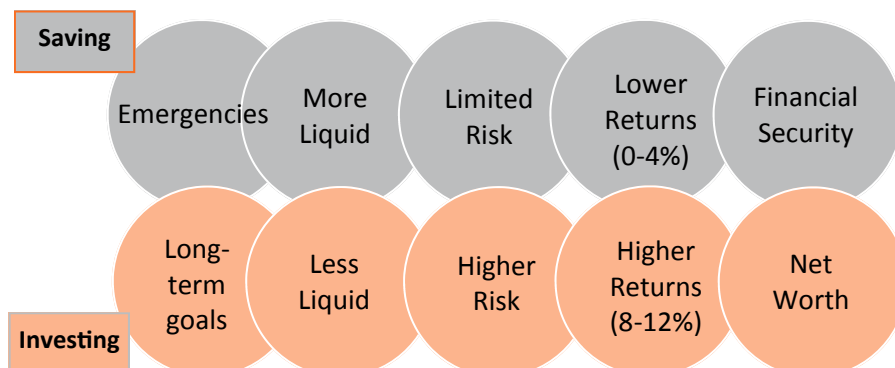 Saving
Emergencies
More
Liquid
Limited
Risk
Lower
Returns
(0-4%)
Financial
Security
Long-
term
goals
Less
Liquid
Higher
Risk
Higher
Returns
(8-12%)
Net
Worth
Investing